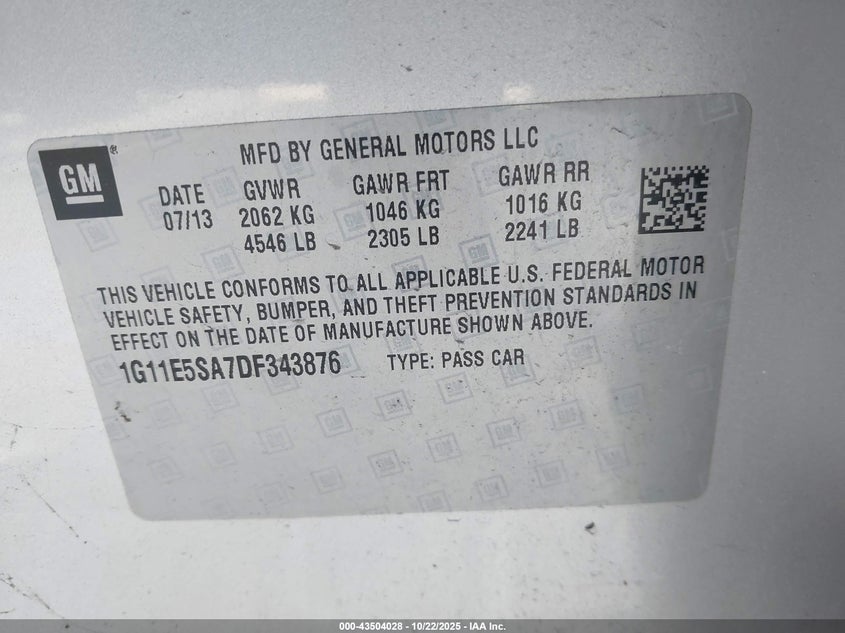 GM®
MFD BY GENERAL MOTORS LLC
DATE GVWR GAWR FRT GAWR RR
07/13 2062 KG 1046 KG 1016 KG
4546 LB 2305 LB 2241 LB
THIS VEHICLE CONFORMS TO ALL APPLICABLE U.S. FEDERAL MOTOR
VEHICLE SAFETY, BUMPER, AND THEFT PREVENTION STANDARDS IN
EFFECT ON THE DATE OF MANUFACTURE SHOWN ABOVE.
1G11E5SA7DF343876 TYPE: PASS CAR
000-43504028 - 10/22/2025 - IAA Inc.